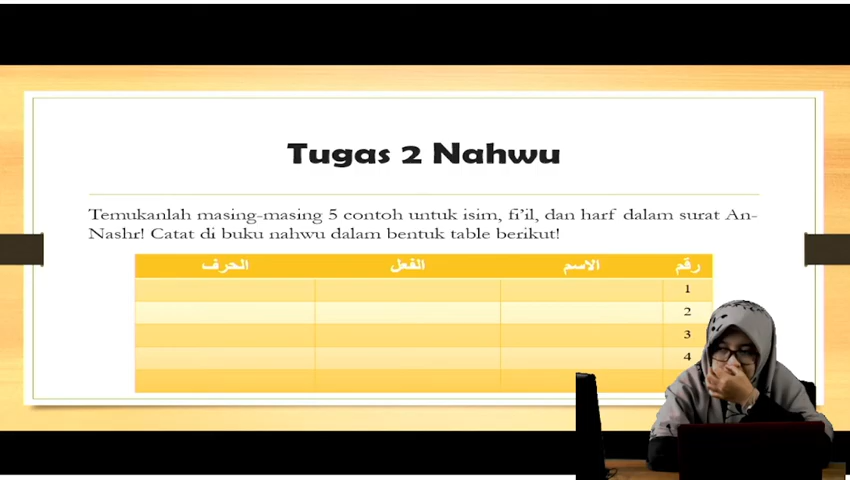 Tugas 2 Nahwu
Temukanlah masing-masing 5 contoh untuk isim, fi'il, dan harf dalam surat An-
Nashr! Catat di buku nahwu dalam bentuk table berikut!
رقم الاسم الفعل الحرف
1
2
3
4